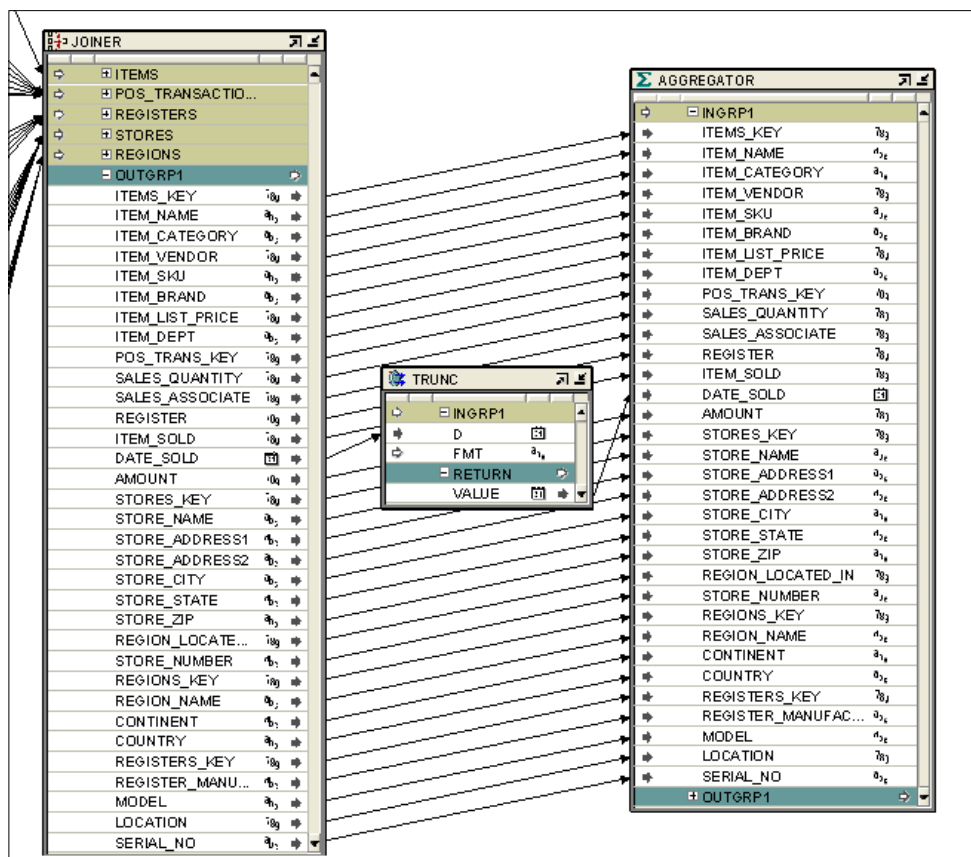 JOINER
ITEMS
POS_TRANSACTIO...
REGISTERS
STORES
REGIONS
OUTGRP1
ITEMS_KEY
ITEM_NAME
ITEM_CATEGORY
ITEM_VENDOR
ITEM_SKU
ITEM_BRAND
ITEM_LIST_PRICE
ITEM_DEPT
POS_TRANS_KEY
SALES_QUANTITY
SALES_ASSOCIATE
REGISTER
ITEM_SOLD
DATE_SOLD
AMOUNT
STORES_KEY
STORE_NAME
STORE_ADDRESS1
STORE_ADDRESS2
STORE_CITY
STORE_STATE
STORE_ZIP
REGION_LOCATE...
STORE_NUMBER
REGIONS_KEY
REGION_NAME
CONTINENT
COUNTRY
REGISTERS_KEY
REGISTER_MANU...
MODEL
LOCATION
SERIAL_NO
TRUNC
INGRP1
D
FMT
RETURN
VALUE
AGGREGATOR
INGRP1
ITEMS_KEY
ITEM_NAME
ITEM_CATEGORY
ITEM_VENDOR
ITEM_SKU
ITEM_BRAND
ITEM_LIST_PRICE
ITEM_DEPT
POS_TRANS_KEY
SALES_QUANTITY
SALES_ASSOCIATE
REGISTER
ITEM_SOLD
DATE_SOLD
AMOUNT
STORES_KEY
STORE_NAME
STORE_ADDRESS1
STORE_ADDRESS2
STORE_CITY
STORE_STATE
STORE_ZIP
REGION_LOCATED_IN
STORE_NUMBER
REGIONS_KEY
REGION_NAME
CONTINENT
COUNTRY
REGISTERS_KEY
REGISTER_MANUFAC...
MODEL
LOCATION
SERIAL_NO
OUTGRP1